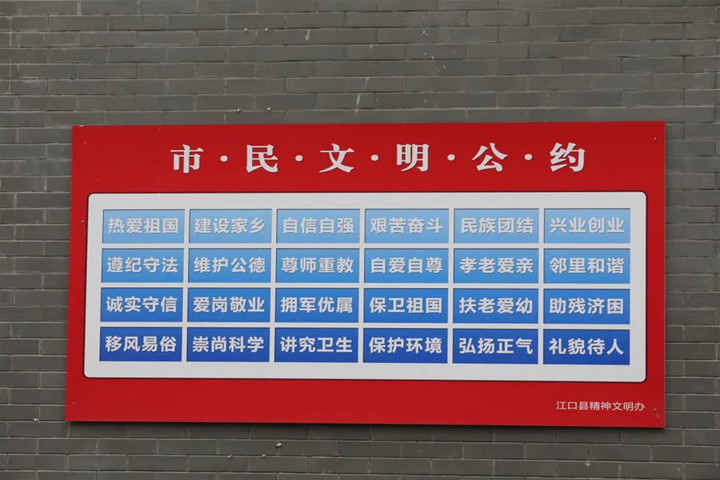 市·民·文·明·公·约
热爱祖国 建设家乡 自信自强 艰苦奋斗 民族团结 兴业创业
遵纪守法 维护公德 尊师重教 自爱自尊 孝老爱亲 邻里和谐
诚实守信 爱岗敬业 拥军优属 保卫祖国 扶老爱幼 助残济困
移风易俗 崇尚科学 讲究卫生 保护环境 弘扬正气 礼貌待人
江口县精神文明办